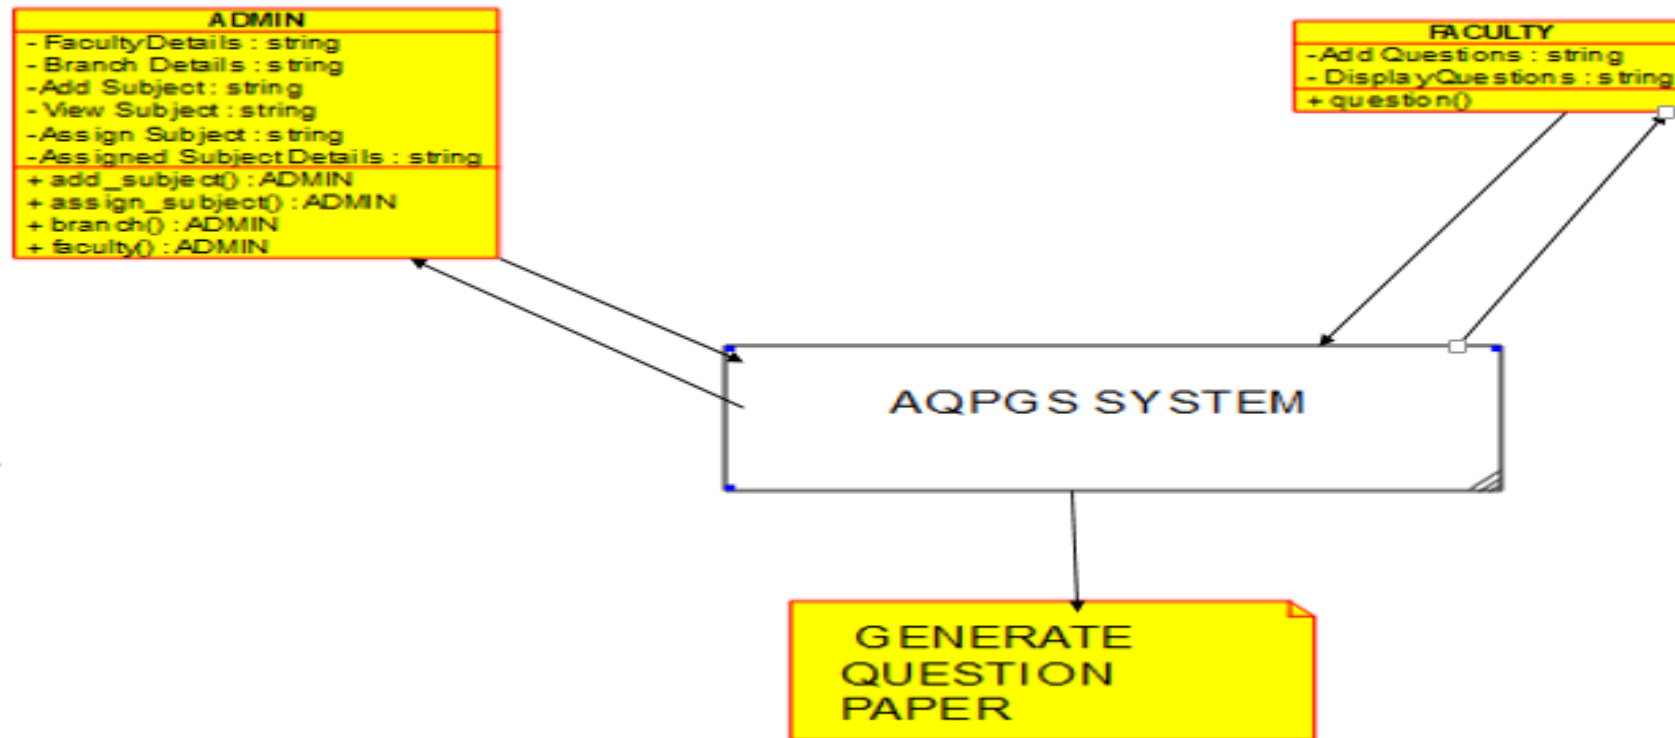 ADMIN
- FacultyDetails : string
- Branch Details : string
-Add Subject : string
- View Subject : string
-Assign Subject : string
-Assigned Subject Details : string
+ add_subject() : ADMIN
+ assign_subject() : ADMIN
+ branch() : ADMIN
+ faculty() : ADMIN
FACULTY
-Add Questions : string
- DisplayQuestions : string
+ question()
AQPGS SYSTEM
GENERATE
QUESTION
PAPER